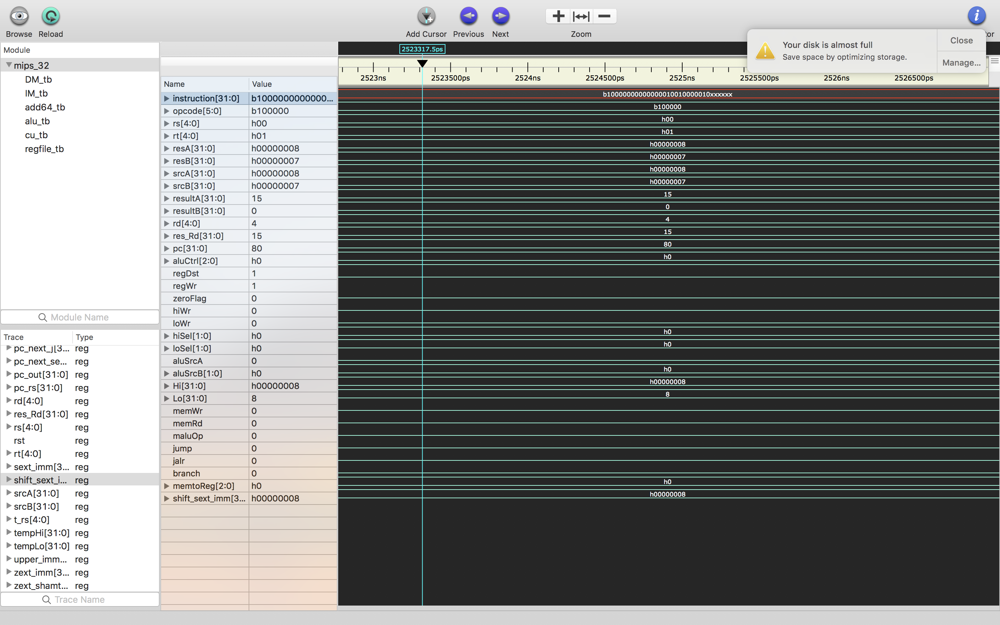 Browse Reload Add Cursor Previous Next Zoom tor
Your disk is almost full
Save space by optimizing storage.
Close
Manage...
Module
mips_32
DM_tb
IM_tb
add64_tb
alu_tb
cu_tb
regfile_tb
Module Name
Trace Type
pc_next_j[3... reg
pc_next_se... reg
pc_out[31:0] reg
pc_rs[31:0] reg
rd[4:0] reg
res_Rd[31:0] reg
rs[4:0] reg
rst reg
rt[4:0] reg
sext_imm[3... reg
shift_sext_i... reg
srcA[31:0] reg
srcB[31:0] reg
t_rs[4:0] reg
tempHi[31:0] reg
tempLo[31:0] reg
upper_imm... reg
zext_imm[3... reg
zext_shamt... reg
Trace Name
2523317.5ps
2523ns 2523500ps 2524ns 2524500ps 2525ns 2525500ps 2526ns 2526500ps
Name Value
instruction[31:0] b1000000000000... b10000000000000010010000010xxxxxx
opcode[5:0] b100000 b100000
rs[4:0] h00 h00
rt[4:0] h01 h01
resA[31:0] h00000008 h00000008
resB[31:0] h00000007 h00000007
srcA[31:0] h00000008 h00000008
srcB[31:0] h00000007 h00000007
resultA[31:0] 15 15
resultB[31:0] 0 0
rd[4:0] 4 4
res_Rd[31:0] 15 15
pc[31:0] 80 80
aluCtrl[2:0] h0 h0
regDst 1
regWr 1
zeroFlag 0
hiWr 0
loWr 0
hiSel[1:0] h0 h0
loSel[1:0] h0 h0
aluSrcA 0
aluSrcB[1:0] h0 h0
Hi[31:0] h00000008 h00000008
Lo[31:0] 8 8
memWr 0
memRd 0
maluOp 0
jump 0
jalr 0
branch 0
memtoReg[2:0] h0 h0
shift_sext_imm[3... h00000008 h00000008